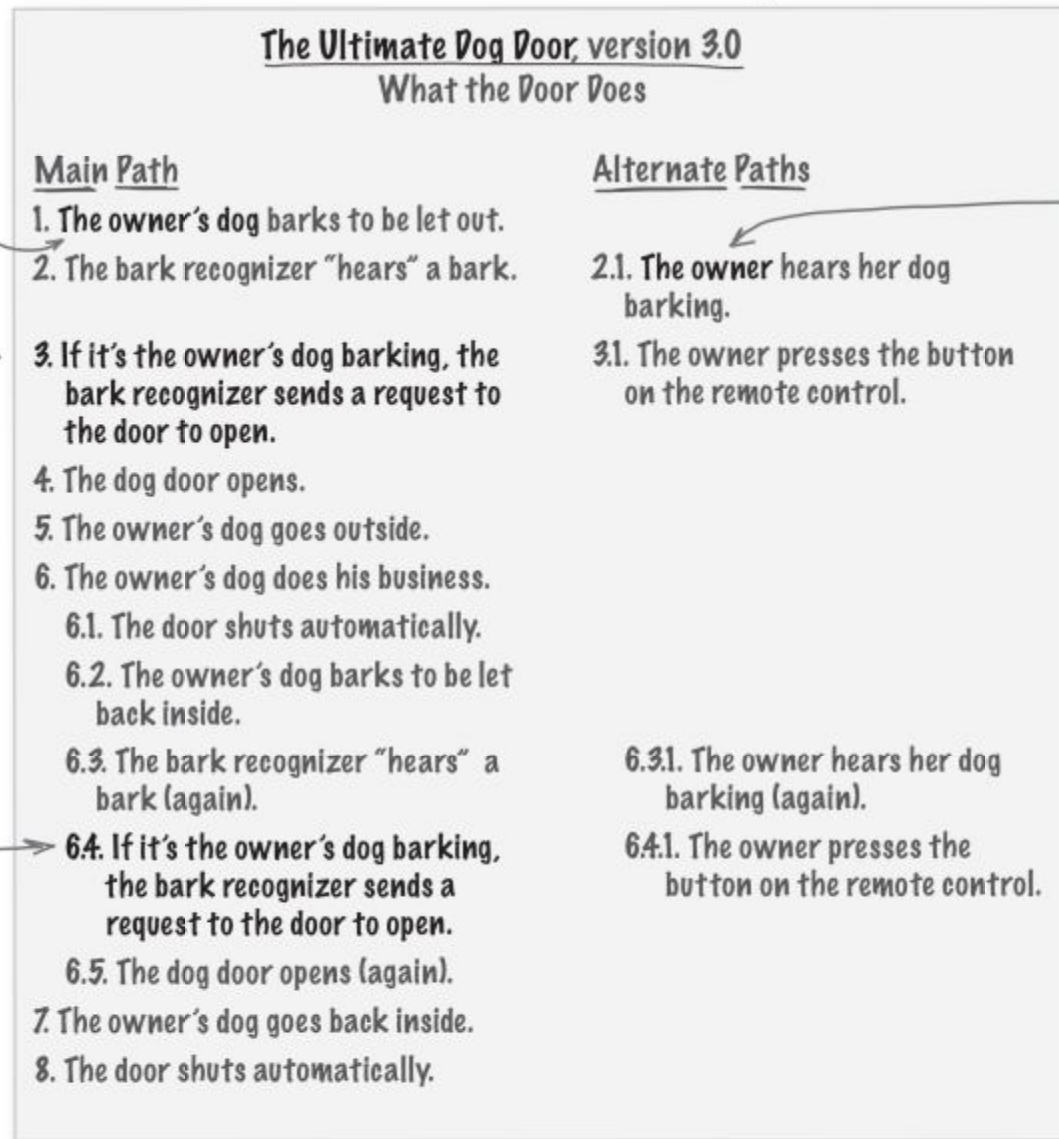 The Ultimate Dog Door, version 3.0
What the Door Does
Main Path
1. The owner's dog barks to be let out.
2. The bark recognizer "hears" a bark.
3. If it's the owner's dog barking, the
bark recognizer sends a request to
the door to open.
4. The dog door opens.
5. The owner's dog goes outside.
6. The owner's dog does his business.
6.1. The door shuts automatically.
6.2. The owner's dog barks to be let
back inside.
6.3. The bark recognizer "hears" a
bark (again).
6.4. If it's the owner's dog barking,
the bark recognizer sends a
request to the door to open.
6.5. The dog door opens (again).
7. The owner's dog goes back inside.
8. The door shuts automatically.
Alternate Paths
2.1. The owner hears her dog
barking.
3.1. The owner presses the button
on the remote control.
6.3.1. The owner hears her dog
barking (again).
6.4.1. The owner presses the
button on the remote control.